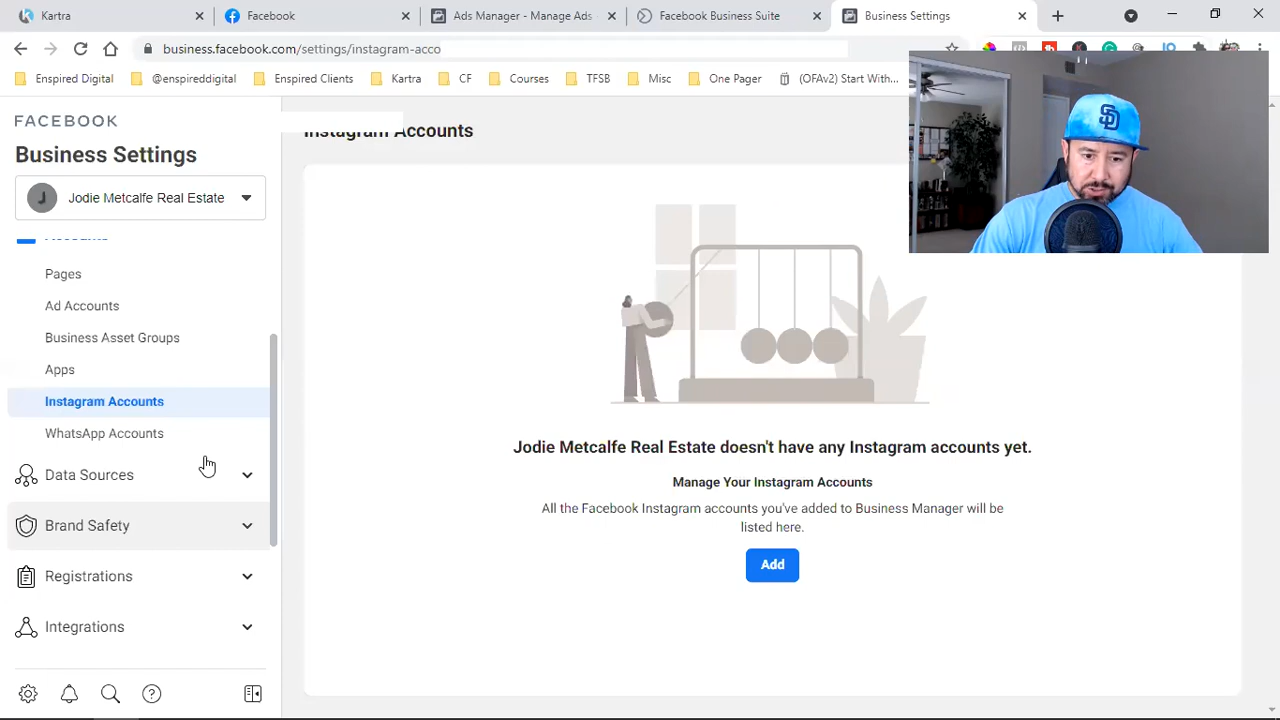 Kartra
Facebook
Ads Manager - Manage Ads
Facebook Business Suite
Business Settings
business.facebook.com/settings/instagram-acco
Enspired Digital
@enspireddigital
Enspired Clients
Kartra
CF
Courses
TFSB
Misc
One Pager
(OFAv2) Start With...
FACEBOOK
Business Settings
J
Jodie Metcalfe Real Estate
Accounts
Pages
Ad Accounts
Business Asset Groups
Apps
Instagram Accounts
WhatsApp Accounts
Data Sources
Brand Safety
Registrations
Integrations
Instagram Accounts
Jodie Metcalfe Real Estate doesn't have any Instagram accounts yet.
Manage Your Instagram Accounts
All the Facebook Instagram accounts you've added to Business Manager will be
listed here.
Add
SD